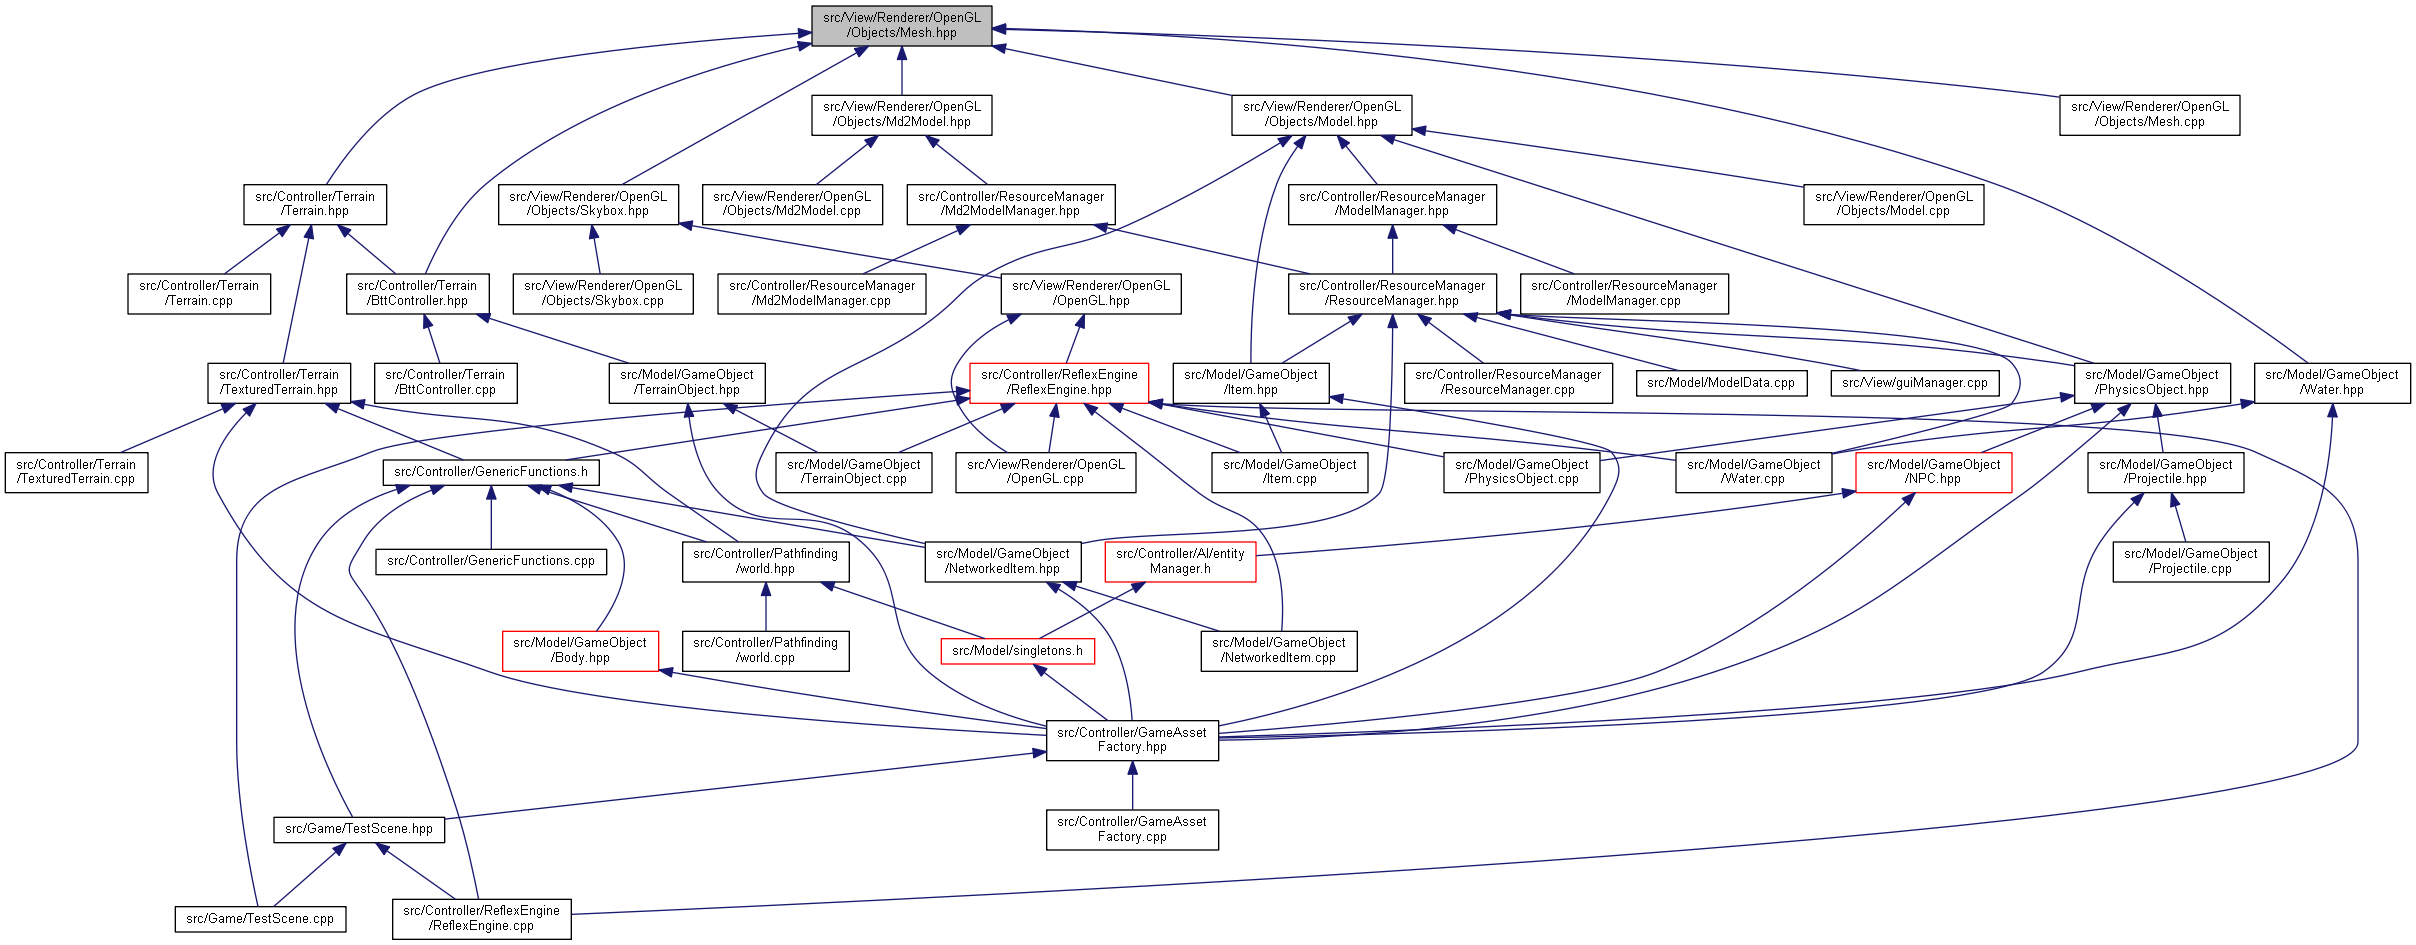 src/View/Renderer/OpenGL
/Objects/Mesh.hpp
src/View/Renderer/OpenGL
/Objects/Md2Model.hpp
src/View/Renderer/OpenGL
/Objects/Model.hpp
src/View/Renderer/OpenGL
/Objects/Mesh.cpp
src/Controller/Terrain
/Terrain.hpp
src/View/Renderer/OpenGL
/Objects/Skybox.hpp
src/View/Renderer/OpenGL
/Objects/Md2Model.cpp
src/Controller/ResourceManager
/Md2ModelManager.hpp
src/Controller/ResourceManager
/ModelManager.hpp
src/View/Renderer/OpenGL
/Objects/Model.cpp
src/Controller/Terrain
/Terrain.cpp
src/Controller/Terrain
/BttController.hpp
src/View/Renderer/OpenGL
/Objects/Skybox.cpp
src/Controller/ResourceManager
/Md2ModelManager.cpp
src/View/Renderer/OpenGL
/OpenGL.hpp
src/Controller/ResourceManager
/ResourceManager.hpp
src/Controller/ResourceManager
/ModelManager.cpp
src/Controller/Terrain
/TexturedTerrain.hpp
src/Controller/Terrain
/BttController.cpp
src/Model/GameObject
/TerrainObject.hpp
src/Controller/ReflexEngine
/ReflexEngine.hpp
src/Model/GameObject
/Item.hpp
src/Controller/ResourceManager
/ResourceManager.cpp
src/Model/ModelData.cpp
src/View/guiManager.cpp
src/Model/GameObject
/PhysicsObject.hpp
src/Model/GameObject
/Water.hpp
src/Controller/Terrain
/TexturedTerrain.cpp
src/Controller/GenericFunctions.h
src/Model/GameObject
/TerrainObject.cpp
src/View/Renderer/OpenGL
/OpenGL.cpp
src/Model/GameObject
/Item.cpp
src/Model/GameObject
/PhysicsObject.cpp
src/Model/GameObject
/Water.cpp
src/Model/GameObject
/NPC.hpp
src/Model/GameObject
/Projectile.hpp
src/Controller/GenericFunctions.cpp
src/Controller/Pathfinding
/world.hpp
src/Model/GameObject
/NetworkedItem.hpp
src/Controller/AI/entity
Manager.h
src/Model/GameObject
/Projectile.cpp
src/Model/GameObject
/Body.hpp
src/Controller/Pathfinding
/world.cpp
src/Model/singletons.h
src/Model/GameObject
/NetworkedItem.cpp
src/Controller/GameAsset
Factory.hpp
src/Game/TestScene.hpp
src/Controller/GameAsset
Factory.cpp
src/Game/TestScene.cpp
src/Controller/ReflexEngine
/ReflexEngine.cpp